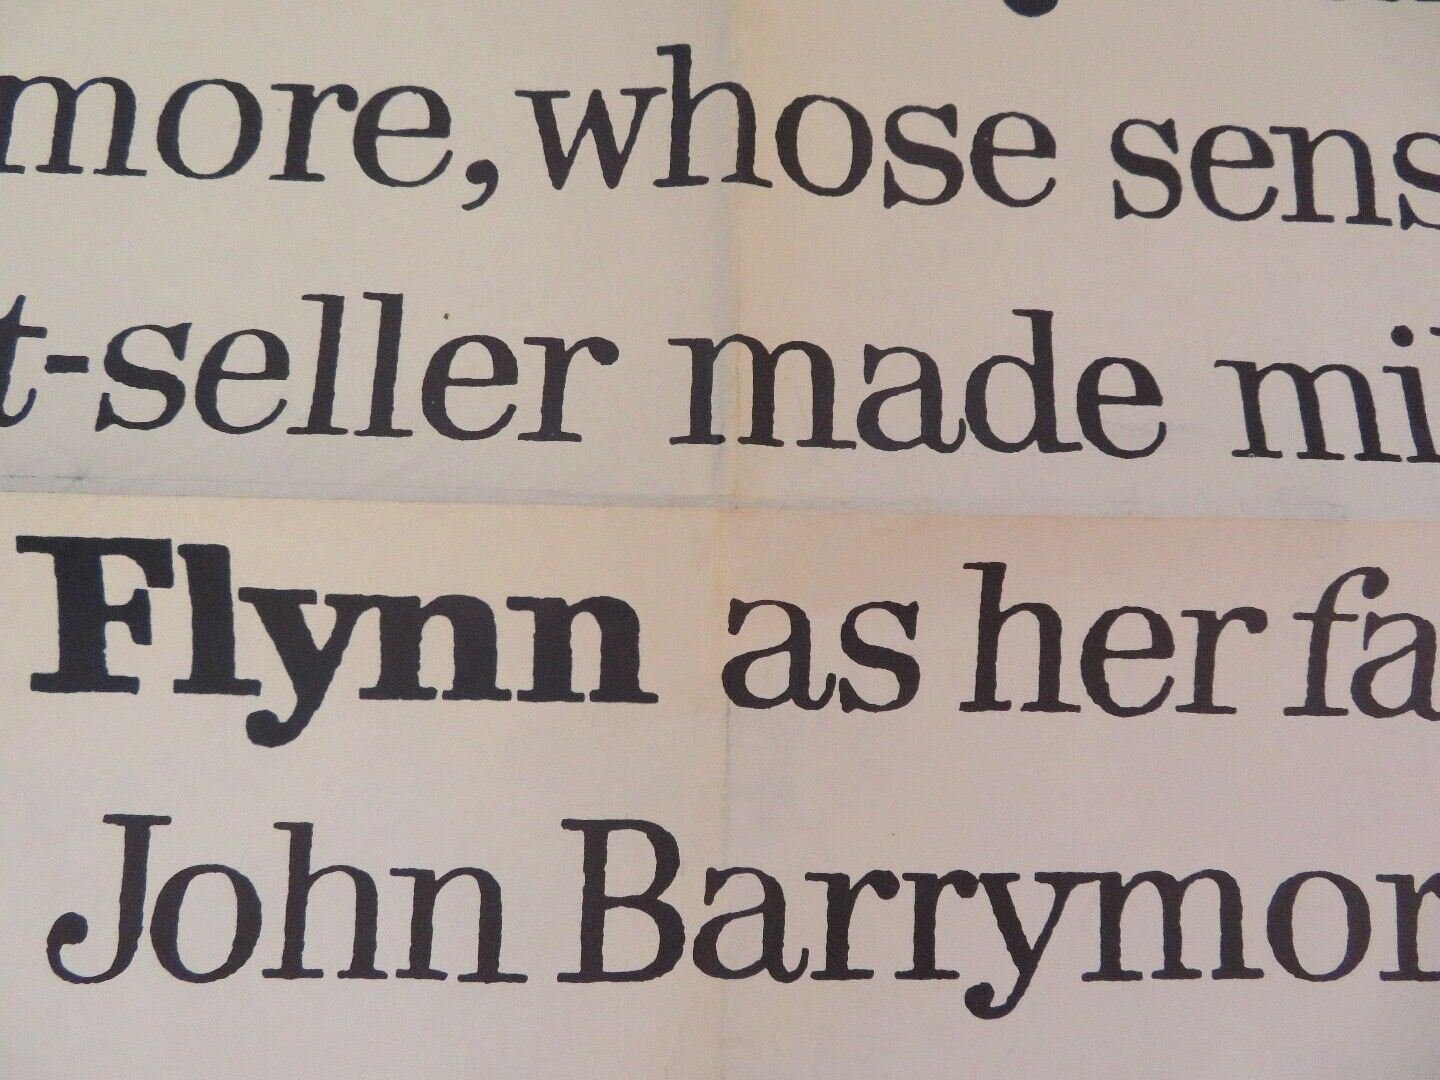 more, whose sens
t-seller made mi
Flynn as her fa
John Barrymor